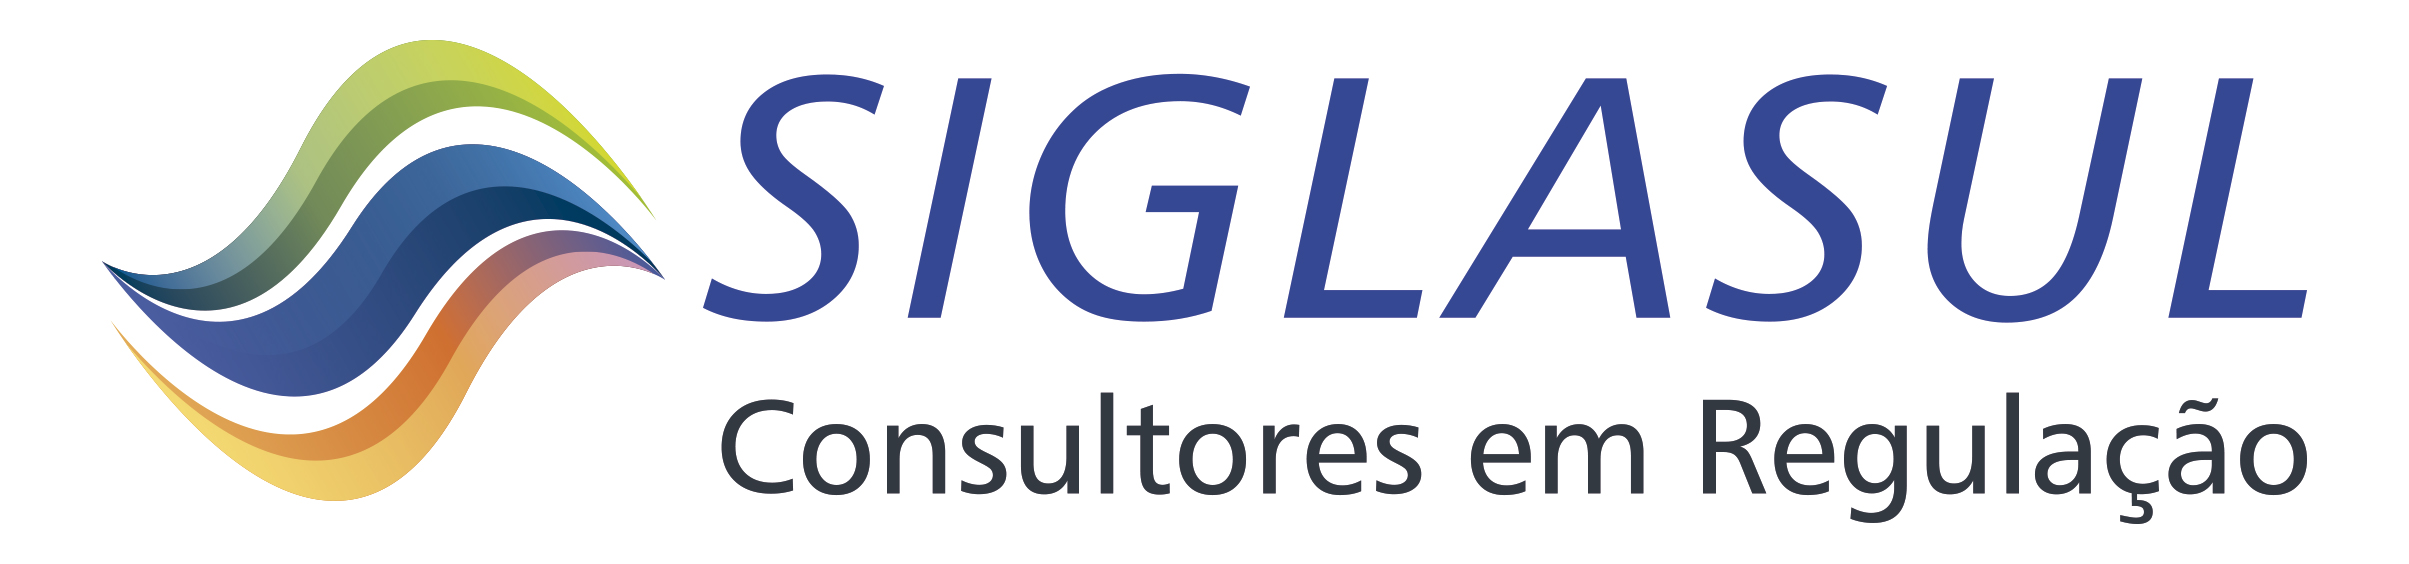 SIGLASUL
Consultores em Regulação